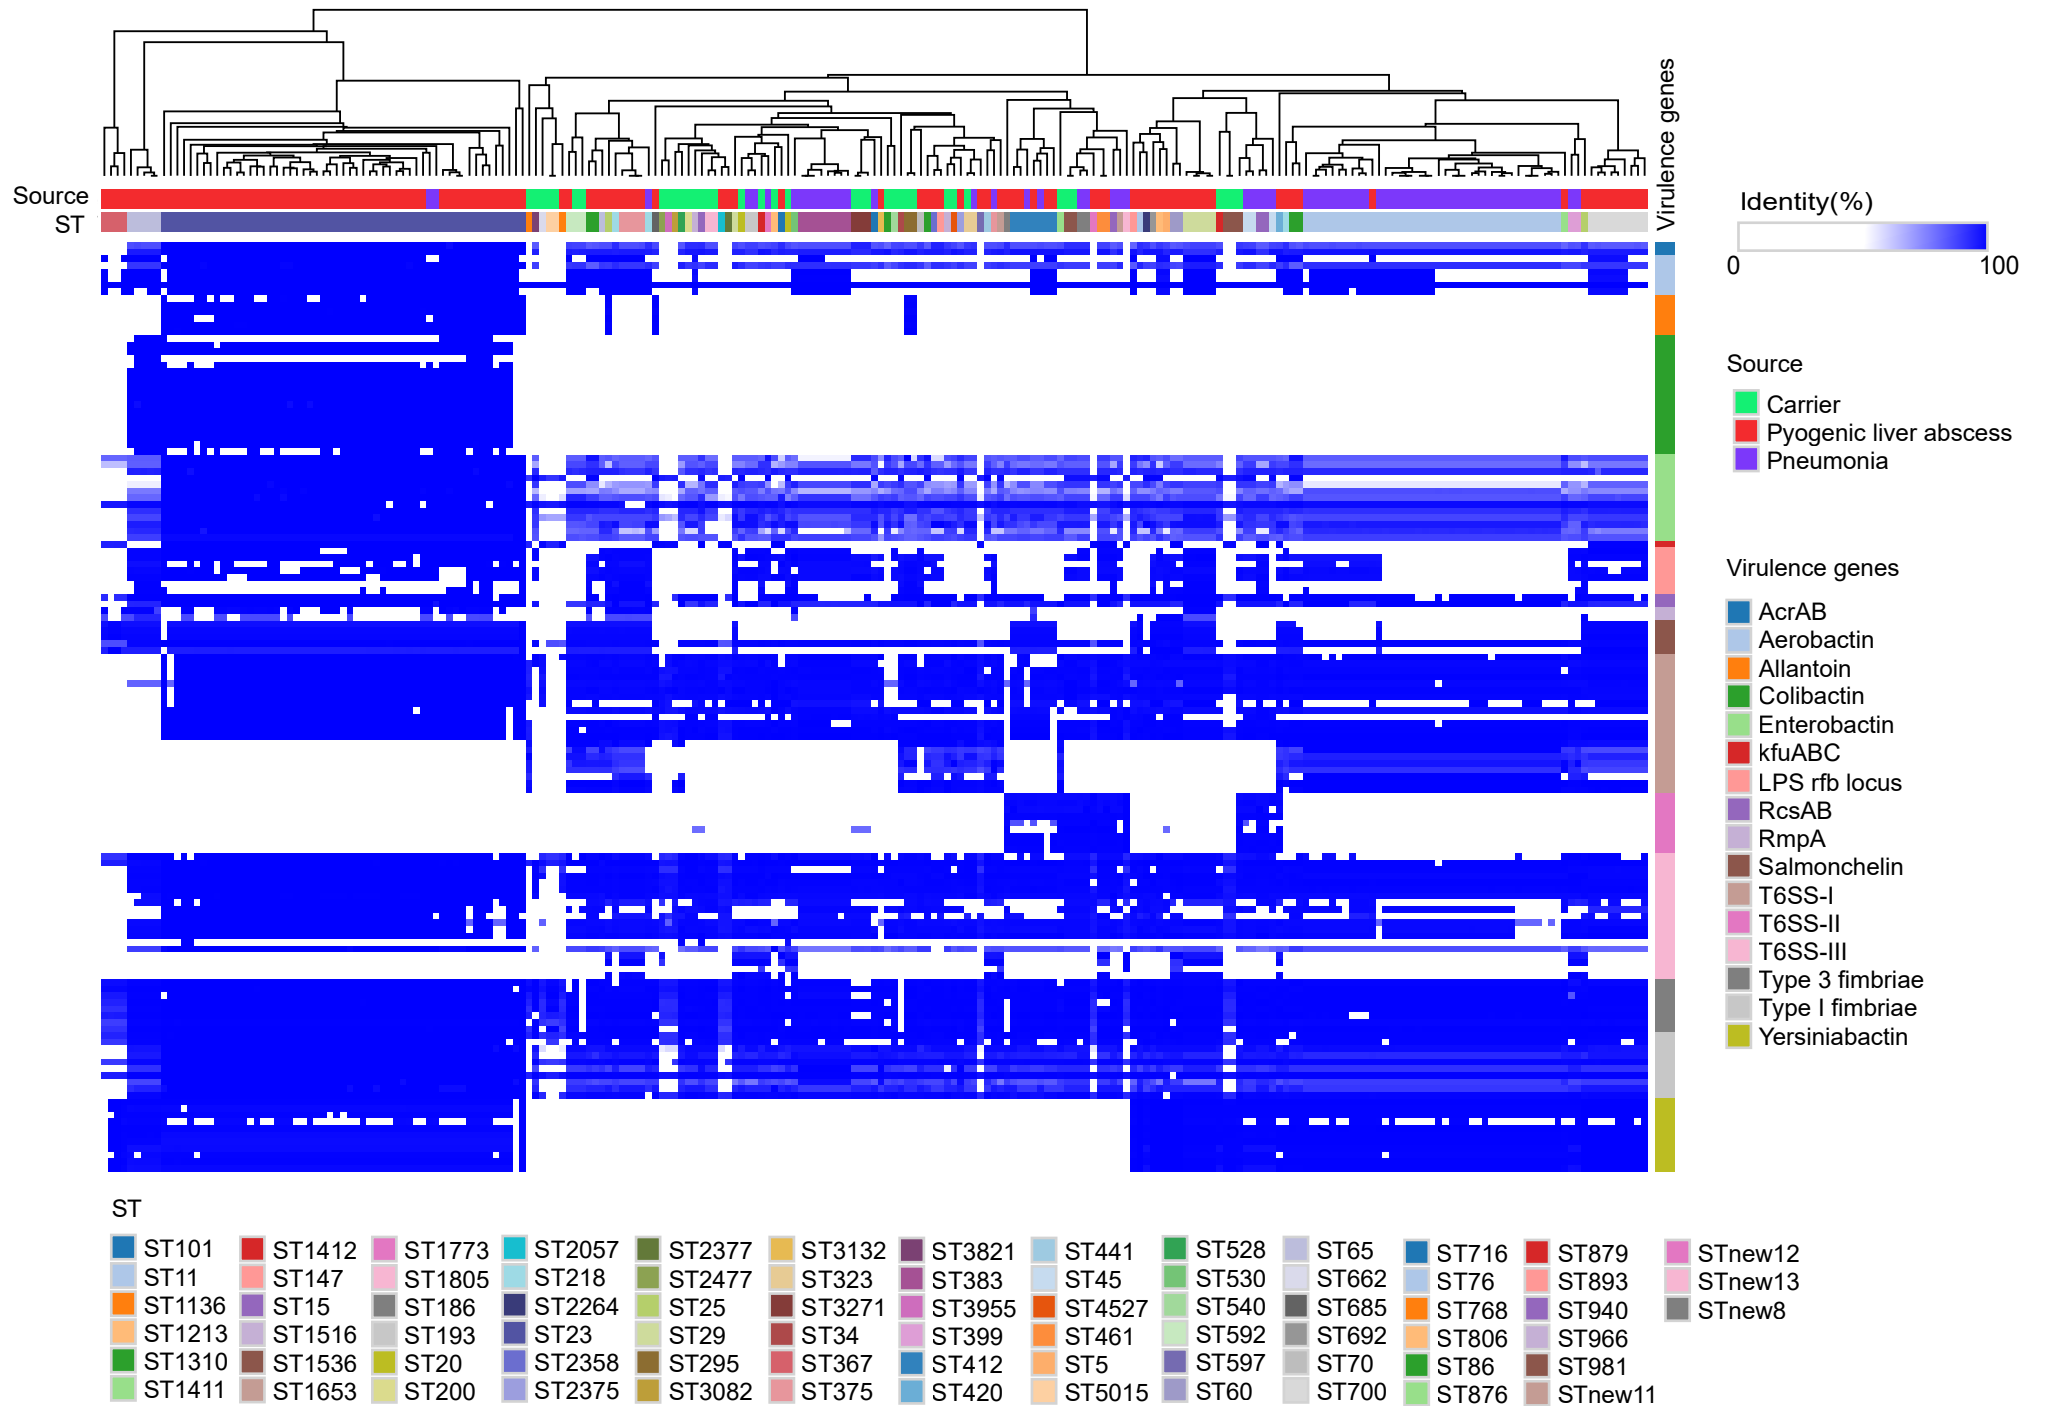 Virulence genes
Source
ST
Identity(%)
0 100
Source
Carrier
Pyogenic liver abscess
Pneumonia
Virulence genes
AcrAB
Aerobactin
Allantoin
Colibactin
Enterobactin
kfuABC
LPS rfb locus
RcsAB
RmpA
Salmonchelin
T6SS-I
T6SS-II
T6SS-III
Type 3 fimbriae
Type I fimbriae
Yersiniabactin
ST
ST101 ST1412 ST1773 ST2057 ST2377 ST3132 ST3821 ST441 ST528 ST65 ST716 ST879 STnew12
ST11 ST147 ST1805 ST218 ST2477 ST323 ST383 ST45 ST530 ST662 ST76 ST893 STnew13
ST1136 ST15 ST186 ST2264 ST25 ST3271 ST3955 ST4527 ST540 ST685 ST768 ST940 STnew8
ST1213 ST1516 ST193 ST23 ST29 ST34 ST399 ST461 ST592 ST692 ST806 ST966
ST1310 ST1536 ST20 ST2358 ST295 ST367 ST412 ST5 ST597 ST70 ST86 ST981
ST1411 ST1653 ST200 ST2375 ST3082 ST375 ST420 ST5015 ST60 ST700 ST876 STnew11